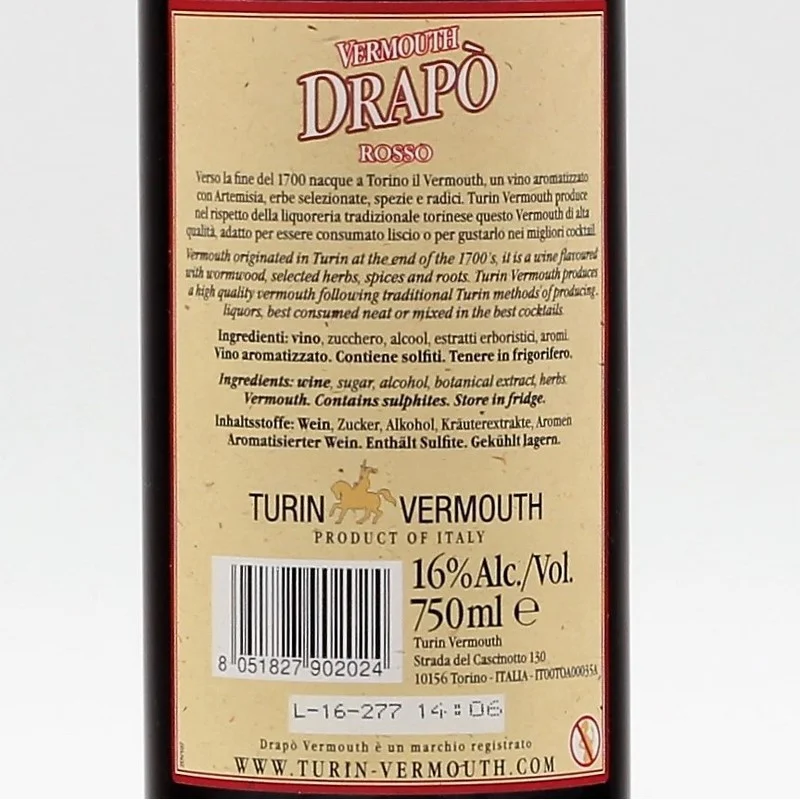 VERMOUTH
DRAPÒ
ROSSO
Verso la fine del 1700 nacque a Torino il Vermouth, un vino aromatizzato
con Artemisia, erbe selezionate, spezie e radici. Turin Vermouth produce
nel rispetto della liquoreria tradizionale torinese questo Vermouth di alta
qualità, adatto per essere consumato liscio o per gustarlo nei migliori cocktail.
Vermouth originated in Turin at the end of the 1700's, it is a wine flavoured
with wormwood, selected herbs, spices and roots. Turin Vermouth produces
a high quality vermouth following traditional Turin methods of producing.
liquors, best consumed neat or mixed in the best cocktails.
Ingredienti: vino, zucchero, alcool, estratti erboristici, aromi.
Vino aromatizzato. Contiene solfiti. Tenere in frigorifero.
Ingredients: wine, sugar, alcohol, botanical extract, herbs.
Vermouth. Contains sulphites. Store in fridge.
Inhaltsstoffe: Wein, Zucker, Alkohol, Kräuterextrakte, Aromen
Aromatisierter Wein. Enthält Sulfite. Gekühlt lagern.
TURIN VERMOUTH
PRODUCT OF ITALY
16% Alc./Vol.
750ml e
8 051827 902024
Turin Vermouth
Strada del Cascinotto 130
10156 Torino - ITALIA - IT00TOA00035A
L-16-277 14:06
Drapò Vermouth è un marchio registrato
WWW.TURIN-VERMOUTH.COM